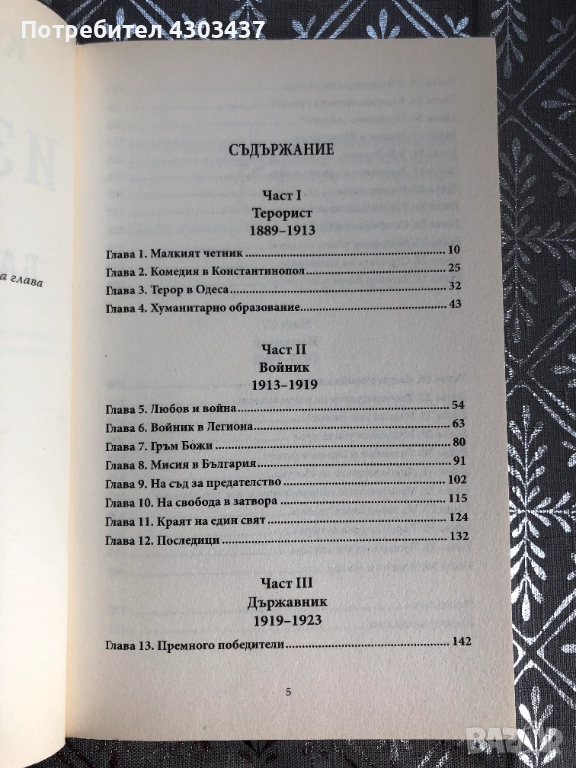 Потребител 4303437
ИЗ
а глава
СЪДЪРЖАНИЕ
Част I
Терорист
1889–1913
Глава 1. Малкият четник 10
Глава 2. Комедия в Константинопол 25
Глава 3. Терор в Одеса 32
Глава 4. Хуманитарно образование 43
Част II
Войник
1913–1919
Глава 5. Любов и война 54
Глава 6. Войник в Легиона 63
Глава 7. Гръм Божи 80
Глава 8. Мисия в България 91
Глава 9. На съд за предателство 102
Глава 10. На свобода в затвора 115
Глава 11. Краят на един свят 124
Глава 12. Последици 132
Част III
Държавник
1919–1923
Глава 13. Премного победители 142
5
BAZAR